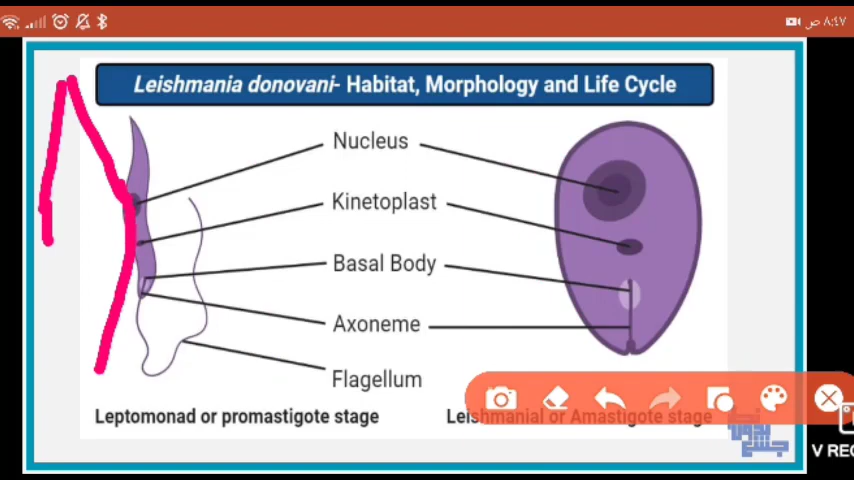 ٨:٤٧ ص
Leishmania donovani- Habitat, Morphology and Life Cycle
Nucleus
Kinetoplast
Basal Body
Axoneme
Flagellum
Leptomonad or promastigote stage
Leishmanial or Amastigote stage
V REC